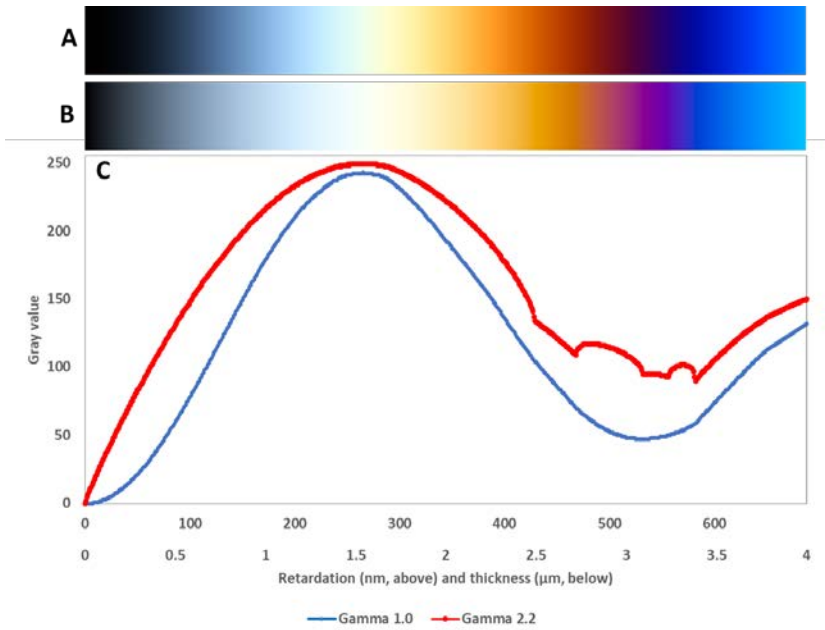 A
B
C
250
200
150
100
50
0
Gray value
0 100 200 300 400 500 600
0 0.5 1 1.5 2 2.5 3 3.5 4
Retardation (nm, above) and thickness (μm, below)
Gamma 1.0 Gamma 2.2